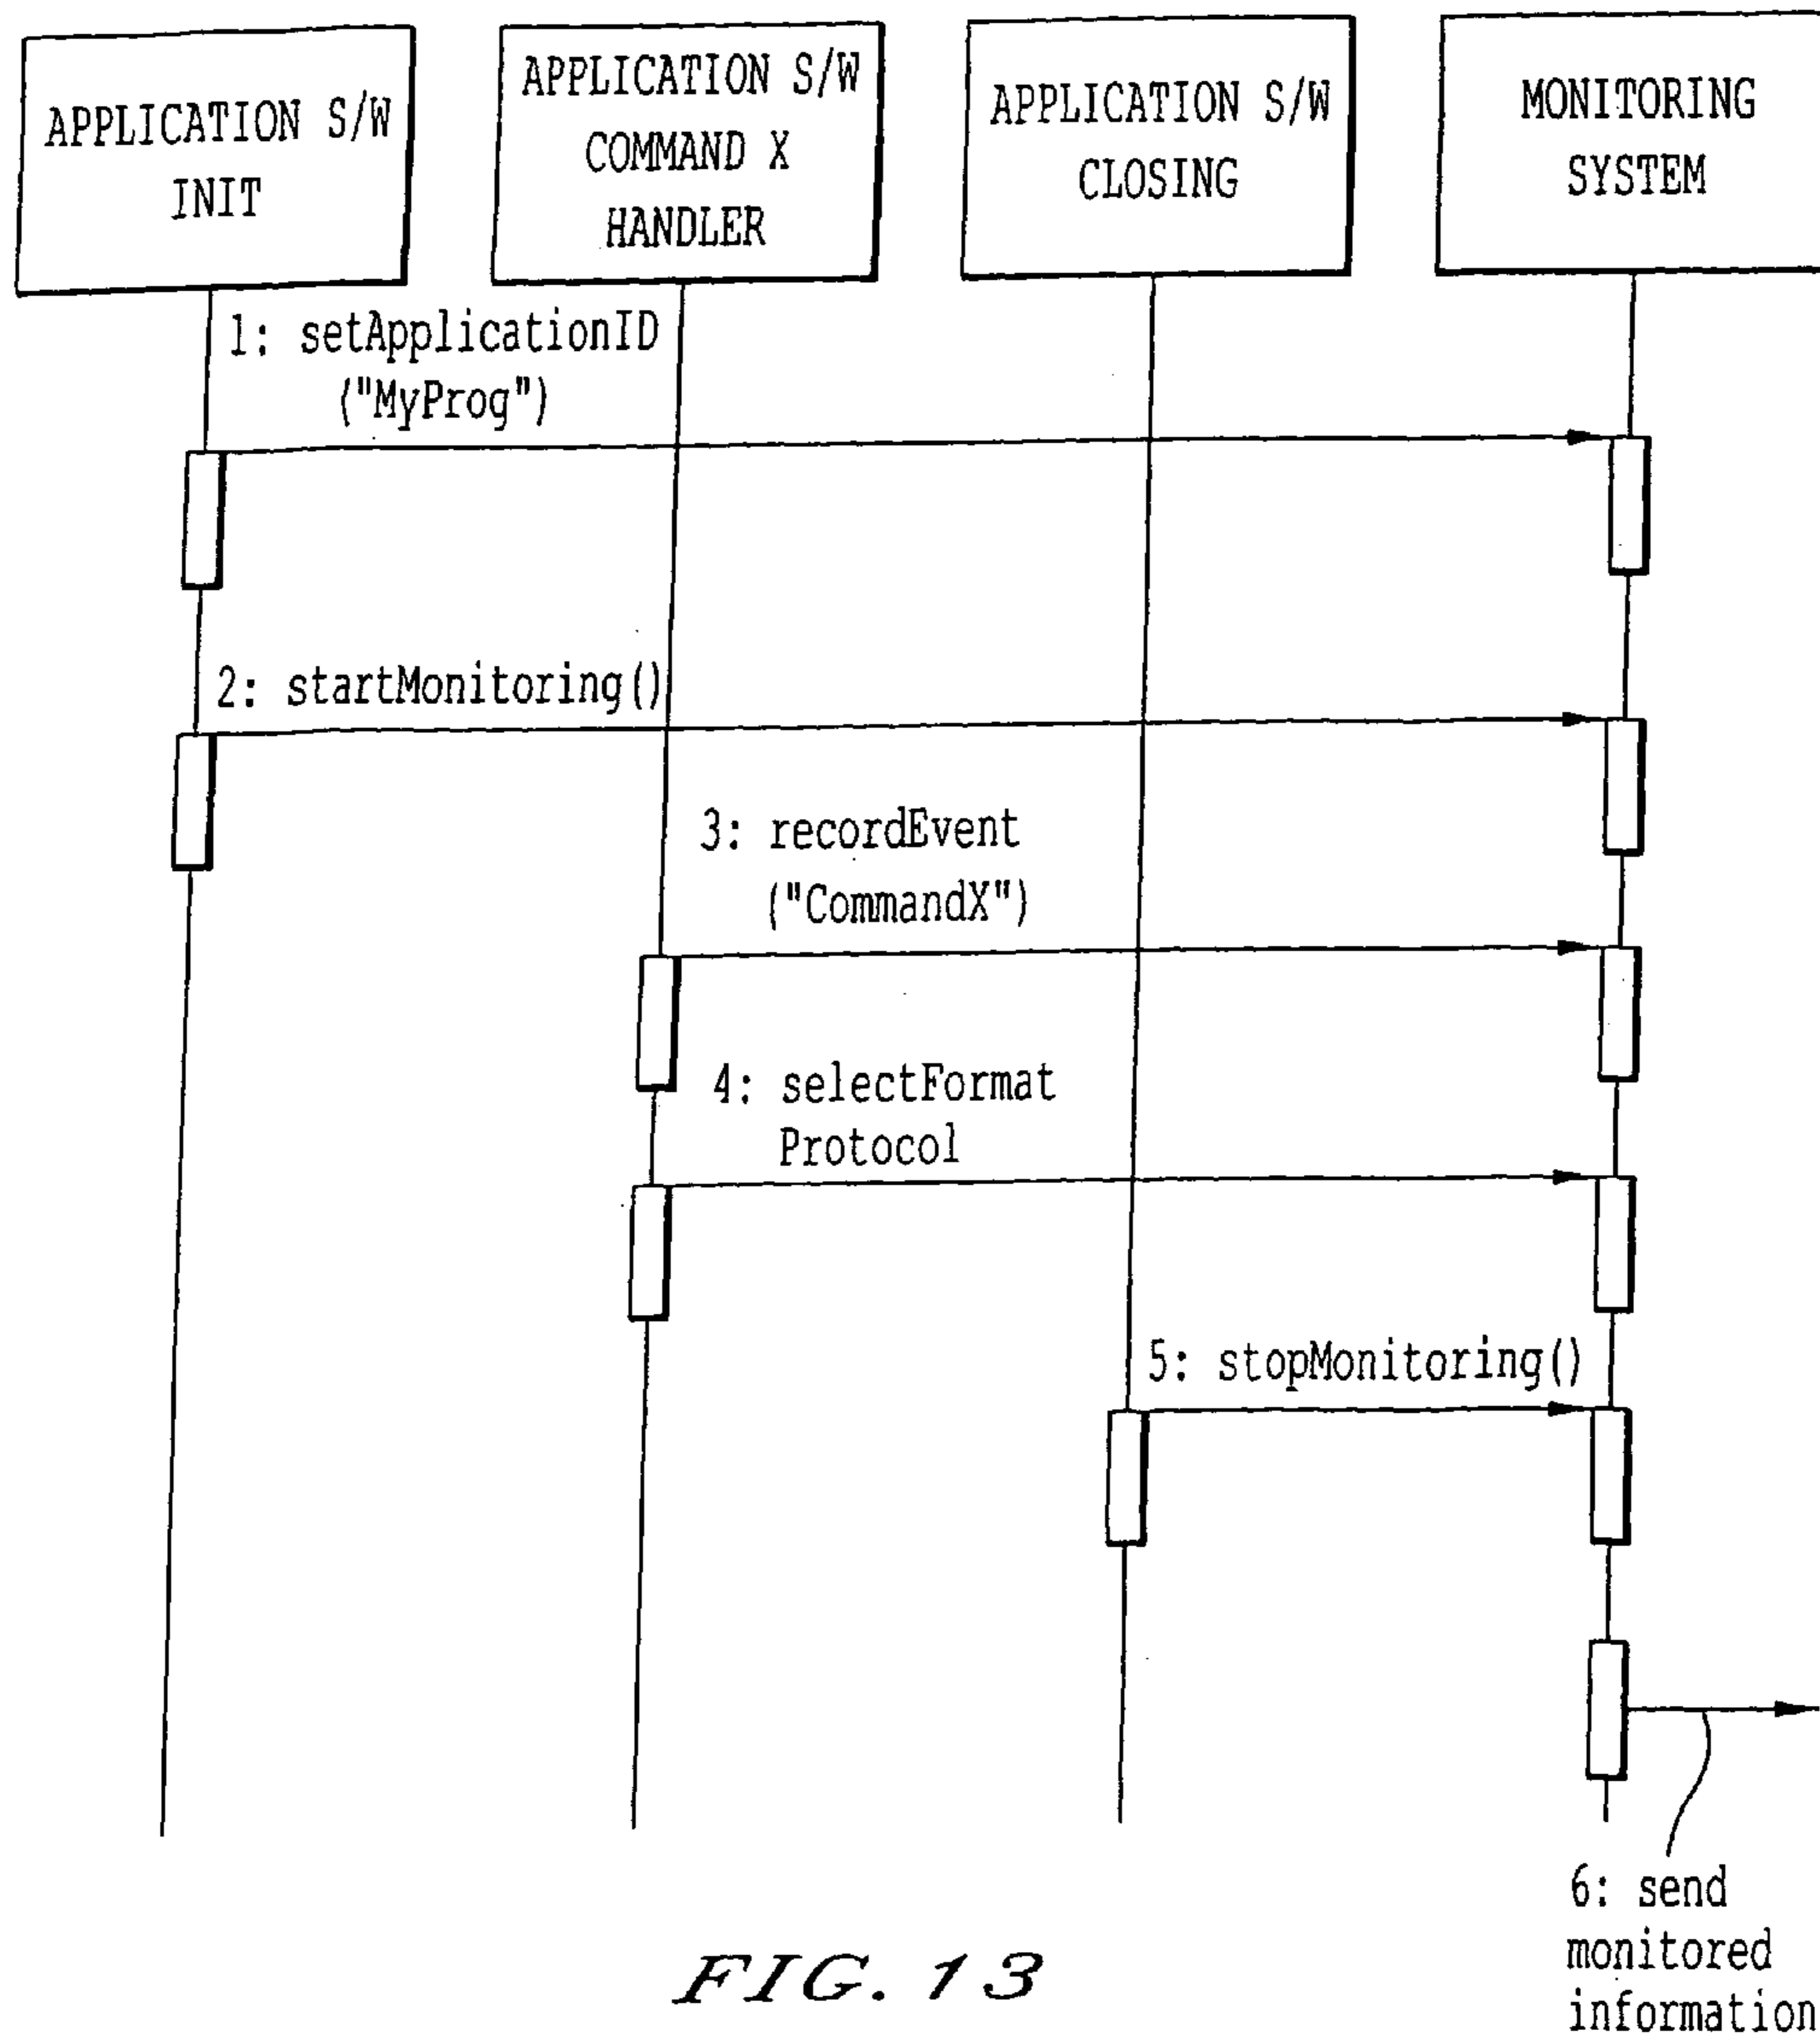 APPLICATION S/W
INIT
APPLICATION S/W
COMMAND X
HANDLER
APPLICATION S/W
CLOSING
MONITORING
SYSTEM
1: setApplicationID
("MyProg")
2: startMonitoring()
3: recordEvent
("CommandX")
4: selectFormat
Protocol
5: stopMonitoring()
6: send
monitored
information
FIG. 13